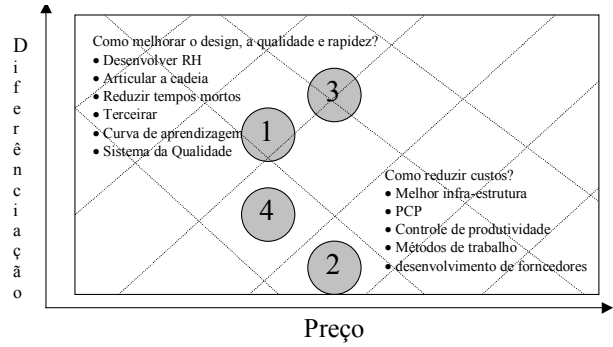 Diferênciação
Como melhorar o design, a qualidade e rapidez?
• Desenvolver RH
• Articular a cadeia
• Reduzir tempos mortos
• Terceirar
• Curva de aprendizagem
• Sistema da Qualidade
3
1
4
2
Como reduzir custos?
• Melhor infra-estrutura
• PCP
• Controle de produtividade
• Métodos de trabalho
• desenvolvimento de forncedores
Preço